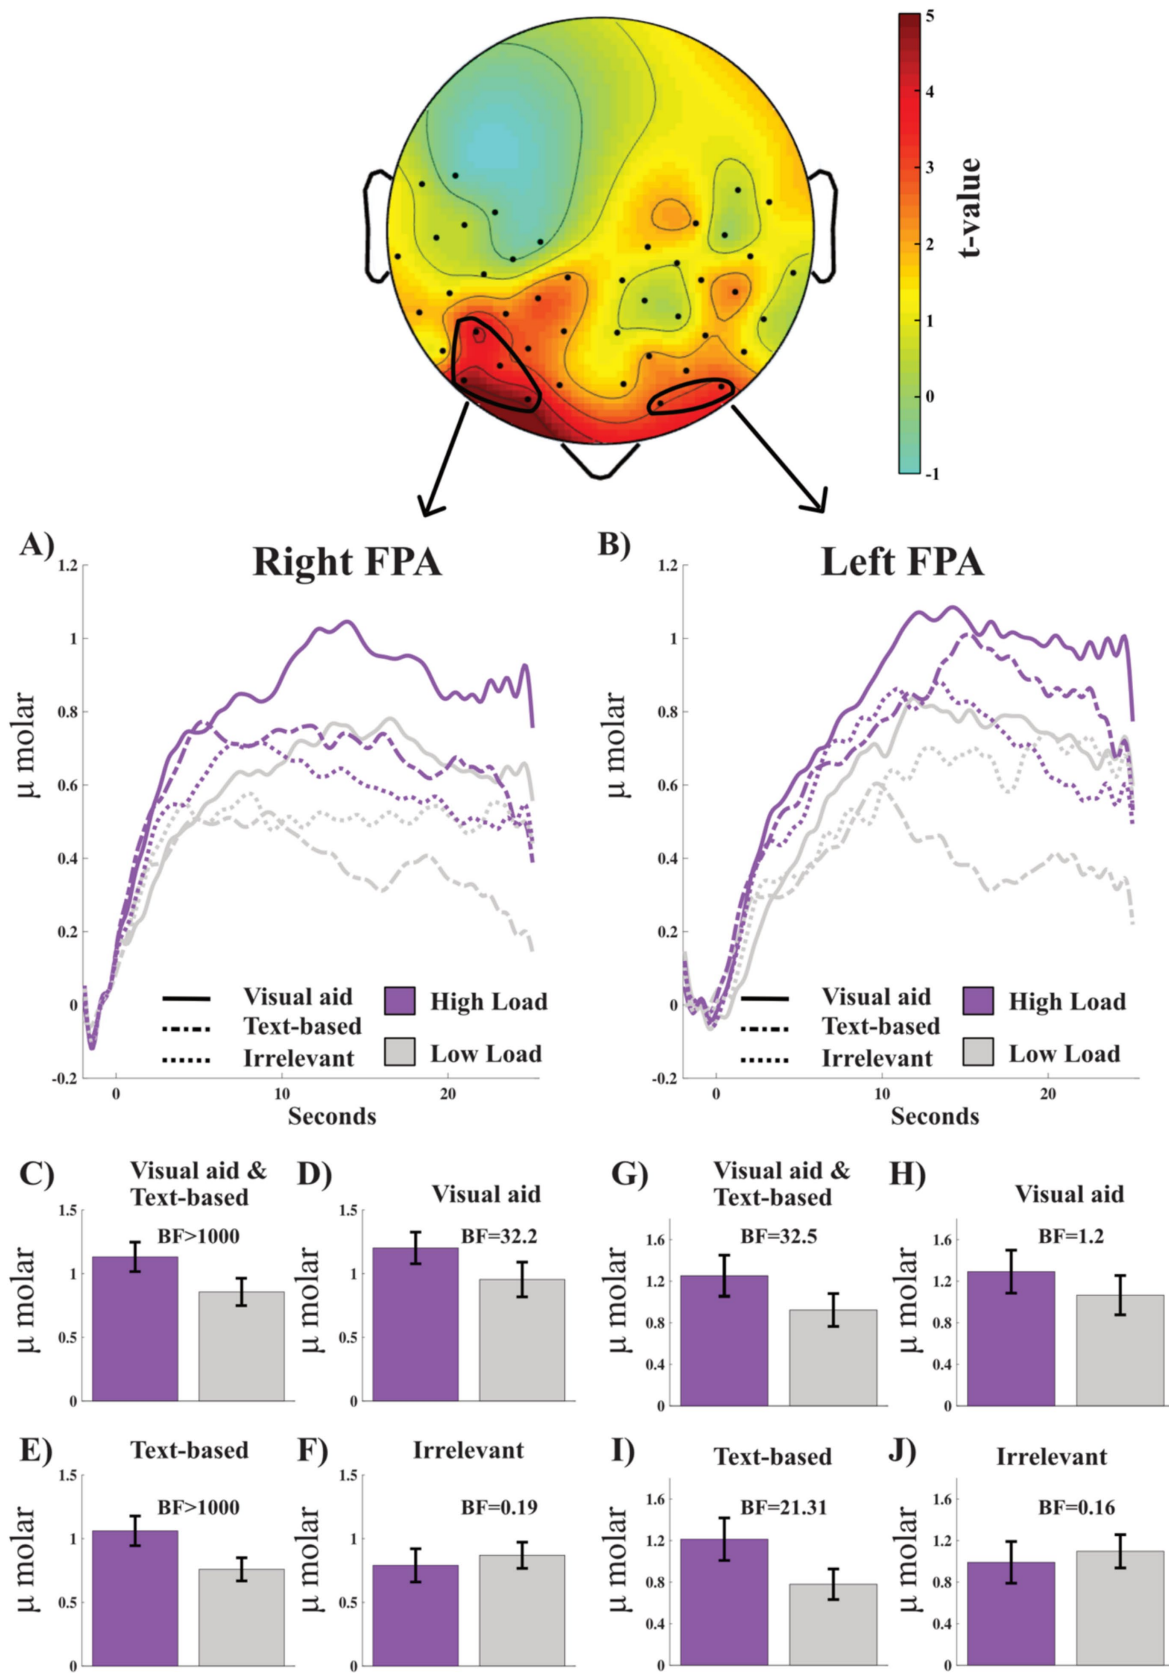 5
4
3
2
1
0
-1
t-value
A)
Right FPA
1.2
1
0.8
0.6
0.4
0.2
0
-0.2
μ molar
Visual aid
Text-based
Irrelevant
High Load
Low Load
0
10
20
Seconds
B)
Left FPA
1.2
1
0.8
0.6
0.4
0.2
0
-0.2
μ molar
Visual aid
Text-based
Irrelevant
High Load
Low Load
0
10
20
Seconds
C)
Visual aid &
Text-based
BF>1000
1.5
1
0.5
0
μ molar
D)
Visual aid
BF=32.2
1.5
1
0.5
0
μ molar
G)
Visual aid &
Text-based
BF=32.5
1.6
1.2
0.8
0.4
0
μ molar
H)
Visual aid
BF=1.2
1.6
1.2
0.8
0.4
0
μ molar
E)
Text-based
BF>1000
1.5
1
0.5
0
μ molar
F)
Irrelevant
BF=0.19
1.5
1
0.5
0
μ molar
I)
Text-based
BF=21.31
1.6
1.2
0.8
0.4
0
μ molar
J)
Irrelevant
BF=0.16
1.6
1.2
0.8
0.4
0
μ molar